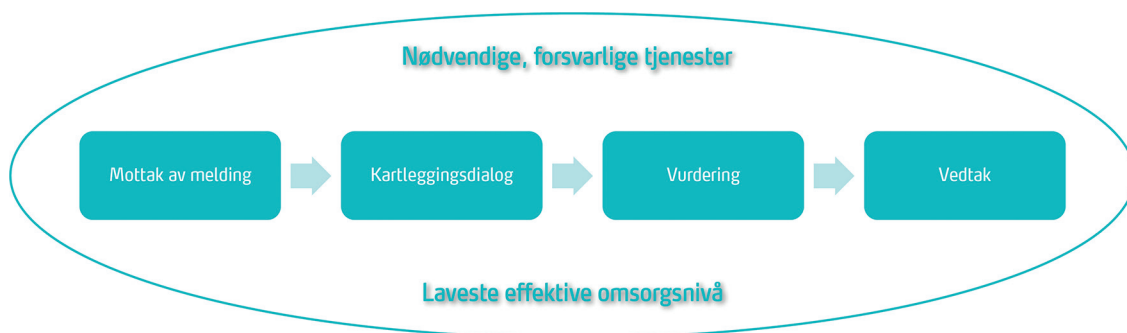 Nødvendige, forsvarlige tjenester
Mottak av melding
Kartleggingsdialog
Vurdering
Vedtak
Laveste effektive omsorgsnivå